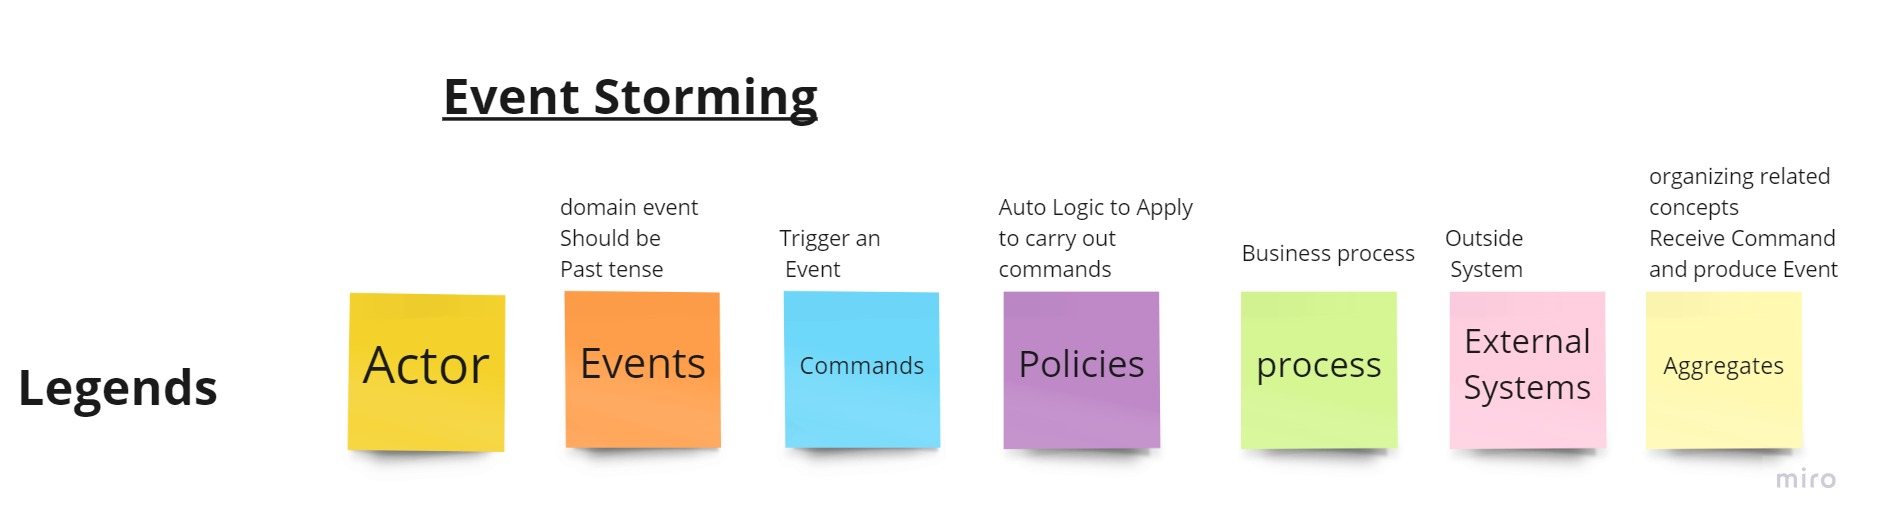 Event Storming
Legends
Actor
domain event
Should be
Past tense
Events
Trigger an
Event
Commands
Auto Logic to Apply
to carry out
commands
Policies
Business process
process
Outside
System
External
Systems
organizing related
concepts
Receive Command
and produce Event
Aggregates
miro